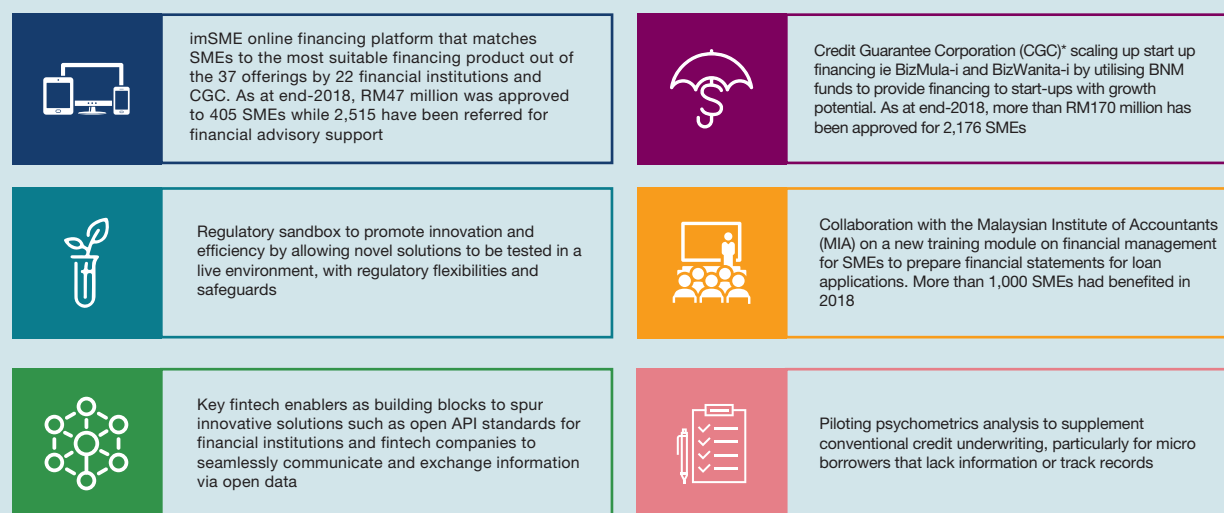 imSME online financing platform that matches
SMEs to the most suitable financing product out of
the 37 offerings by 22 financial institutions and
CGC. As at end-2018, RM47 million was approved
to 405 SMEs while 2,515 have been referred for
financial advisory support
Credit Guarantee Corporation (CGC)* scaling up start up
financing ie BizMula-i and BizWanita-i by utilising BNM
funds to provide financing to start-ups with growth
potential. As at end-2018, more than RM170 million has
been approved for 2,176 SMEs
Regulatory sandbox to promote innovation and
efficiency by allowing novel solutions to be tested in a
live environment, with regulatory flexibilities and
safeguards
Collaboration with the Malaysian Institute of Accountants
(MIA) on a new training module on financial management
for SMEs to prepare financial statements for loan
applications. More than 1,000 SMEs had benefited in
2018
Key fintech enablers as building blocks to spur
innovative solutions such as open API standards for
financial institutions and fintech companies to
seamlessly communicate and exchange information
via open data
Piloting psychometrics analysis to supplement
conventional credit underwriting, particularly for micro
borrowers that lack information or track records